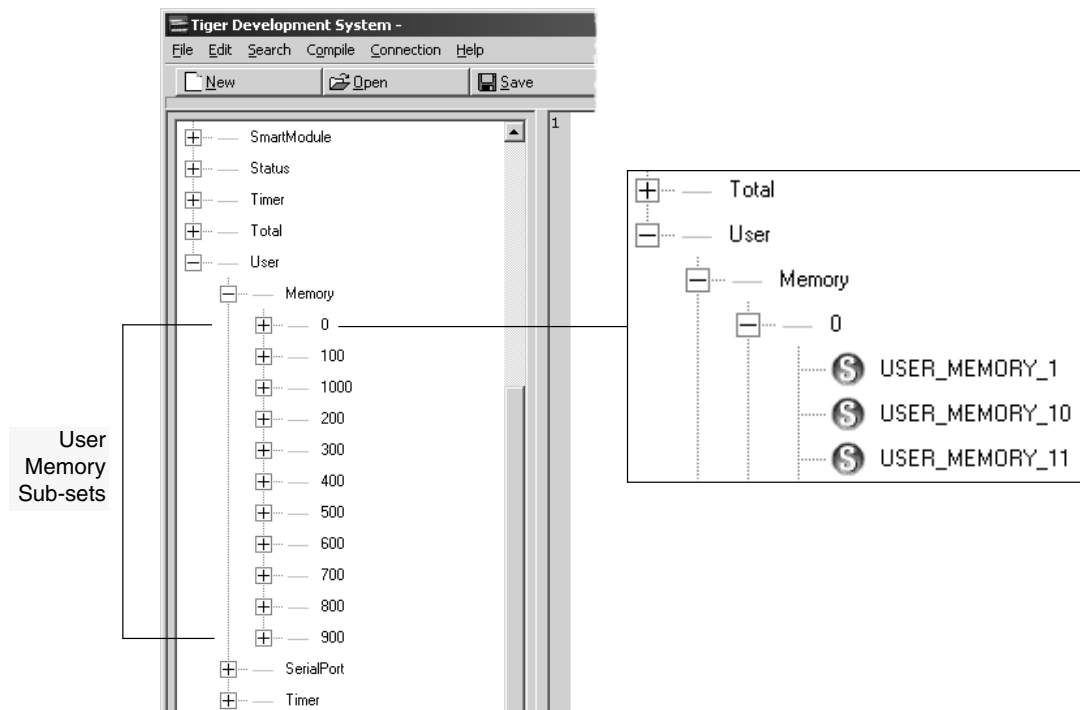 Tiger Development System -
File Edit Search Compile Connection Help
New Open Save
1
SmartModule
Status
Timer
Total
User
Memory
0
100
1000
200
300
400
500
600
700
800
900
SerialPort
Timer
User
Memory
Sub-sets
Total
User
Memory
0
USER_MEMORY_1
USER_MEMORY_10
USER_MEMORY_11